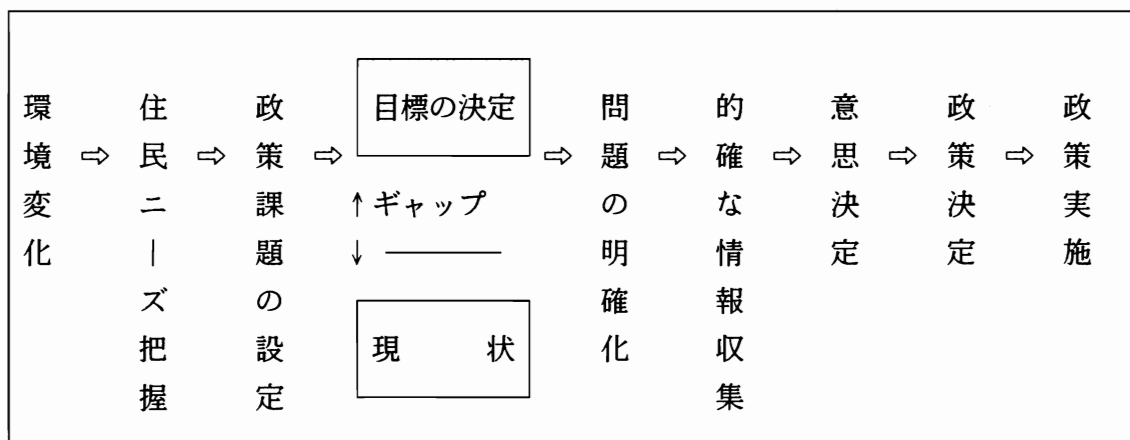 環境変化
⇨
住民ニーズ把握
⇨
政策課題の設定
⇨
目標の決定
↑ギャップ
↓
現　状
⇨
問題の明確化
⇨
的確な情報収集
⇨
意思決定
⇨
政策決定
⇨
政策実施